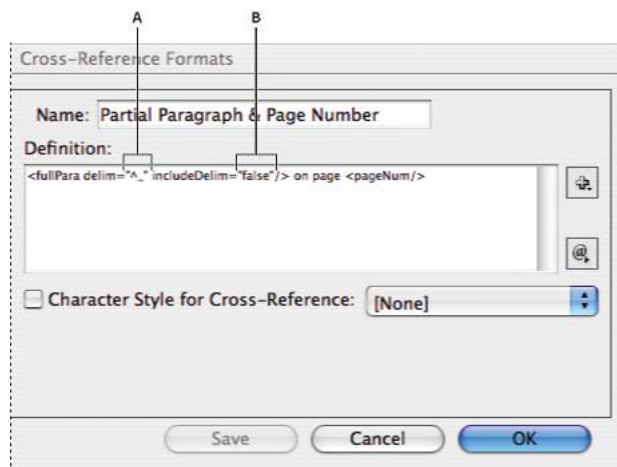 A B
Cross-Reference Formats
Name: Partial Paragraph & Page Number
Definition:
<fullPara delim="^_" includeDelim="false"/> on page <pageNum/>
@
Character Style for Cross-Reference: [None]
Save Cancel OK